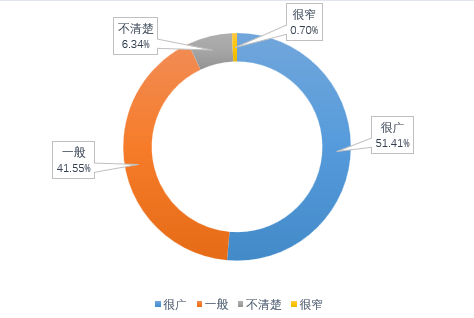 很窄
0.70%
不清楚
6.34%
很广
51.41%
一般
41.55%
很广 一般 不清楚 很窄